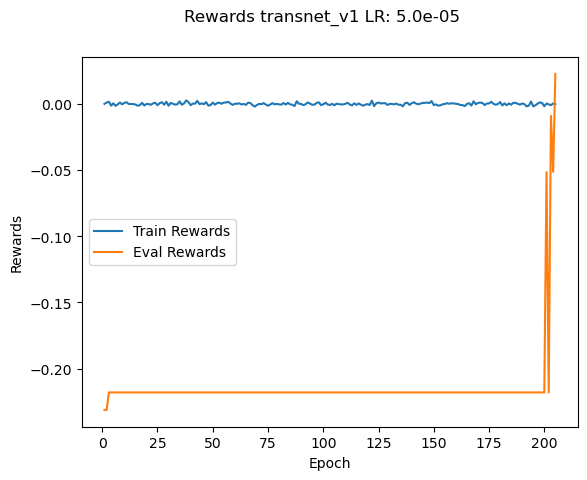 Rewards transnet_v1 LR: 5.0e-05
0.00
−0.05
−0.10
−0.15
−0.20
Rewards
Train Rewards
Eval Rewards
0
25
50
75
100
125
150
175
200
Epoch